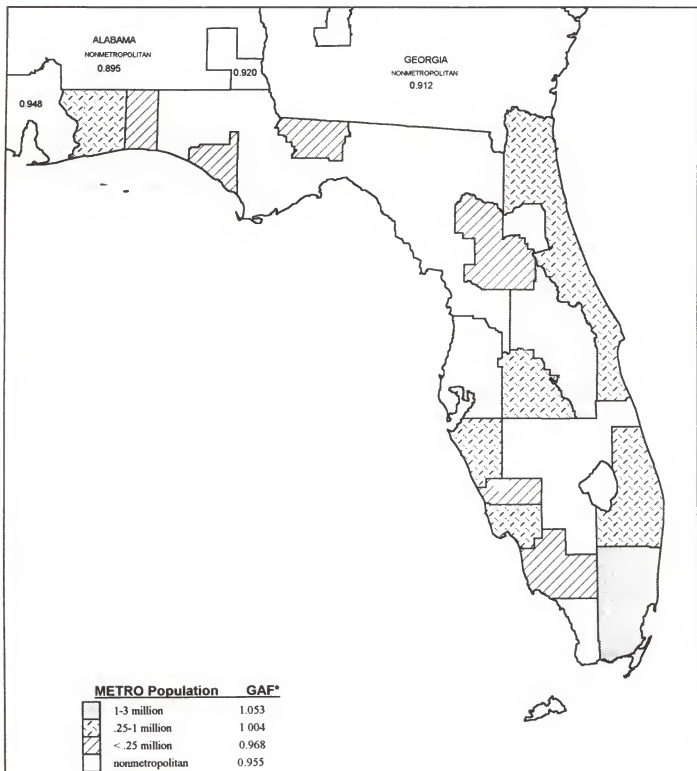 ALABAMA
NONMETROPOLITAN
0.895
0.920
GEORGIA
NONMETROPOLITAN
0.912
0.948
METRO Population GAF*
1-3 million 1.053
.25-1 million 1 004
< .25 million 0.968
nonmetropolitan 0.955